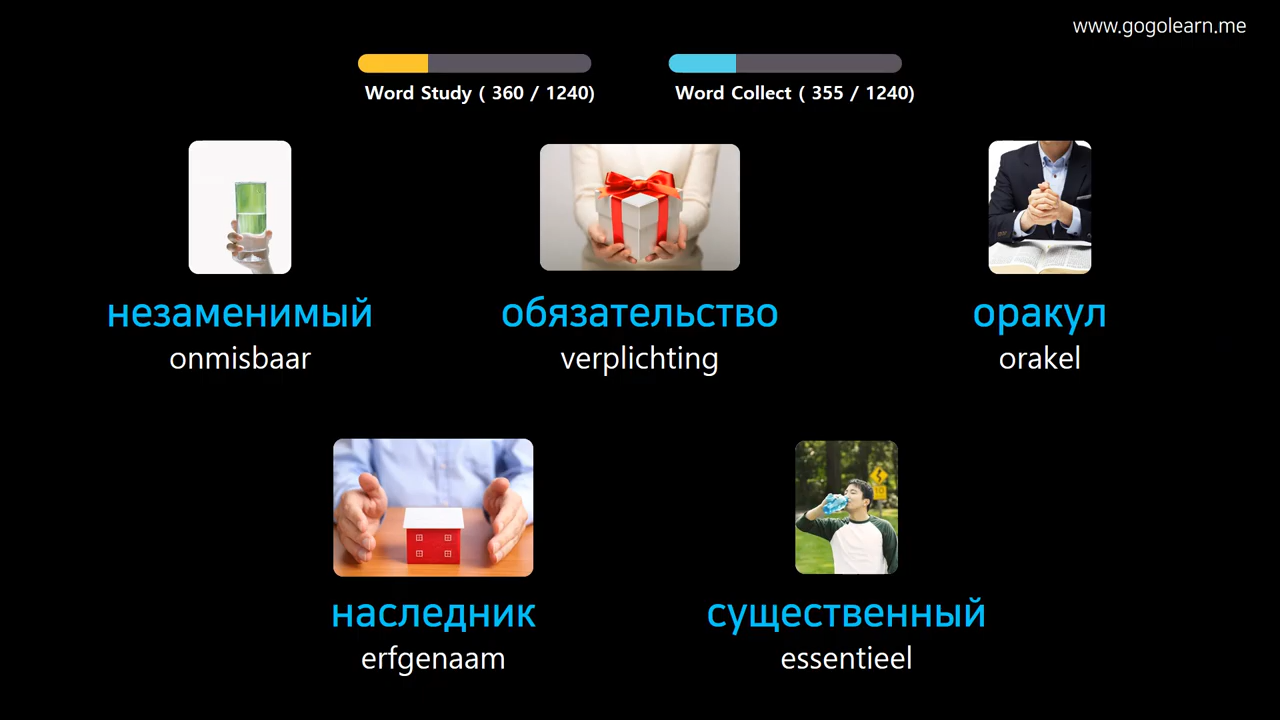 www.gogolearn.me
Word Study ( 360 / 1240)
Word Collect ( 355 / 1240)
незаменимый
onmisbaar
обязательство
verplichting
оракул
orakel
наследник
erfgenaam
существенный
essentieel